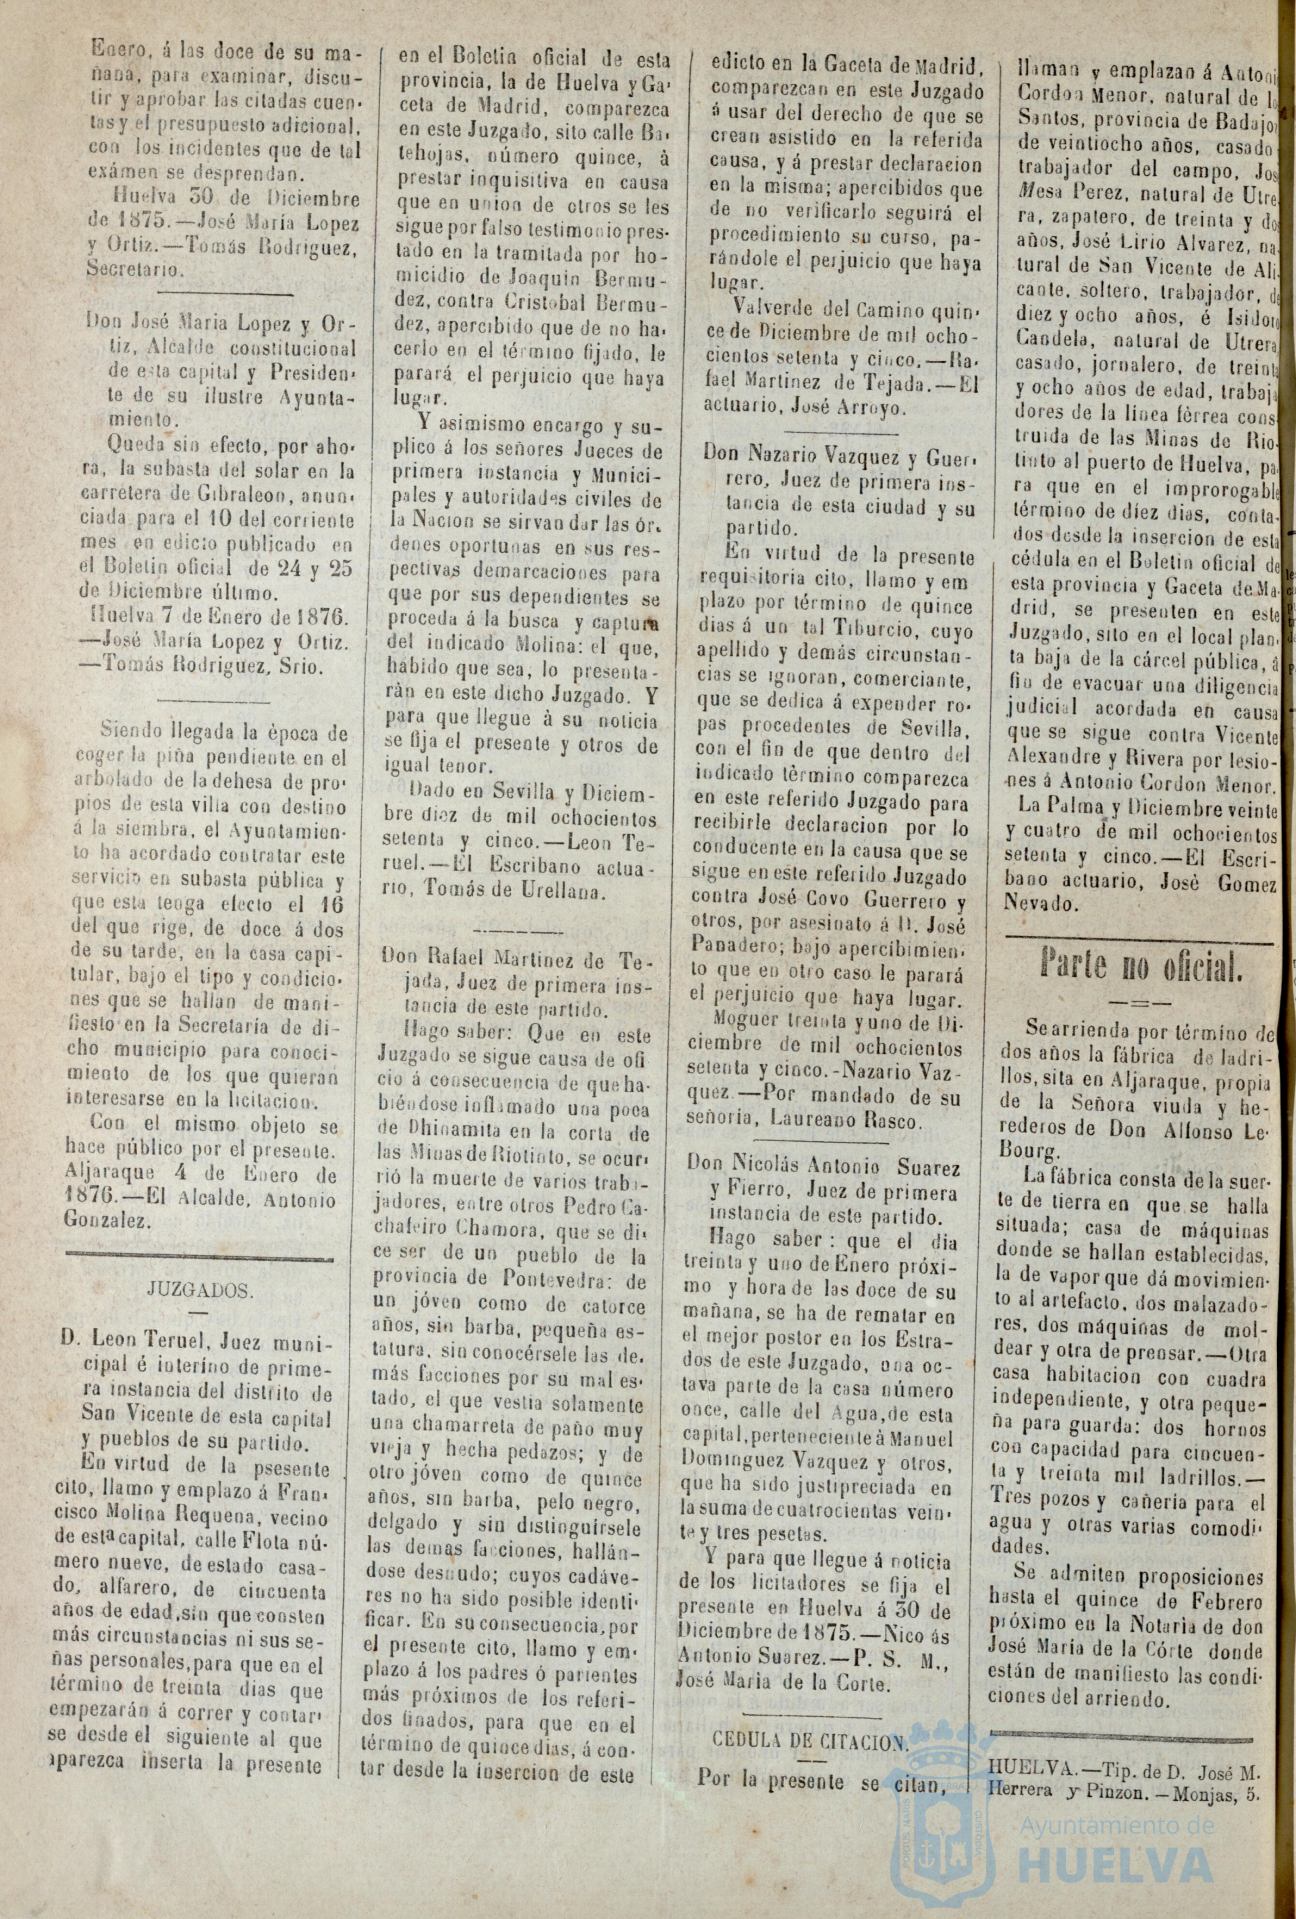 Enero, á las doce de su ma-
ñana, para examinar, discu-
tir y aprobar las citadas cuen-
tas y el presupuesto adicional,
con los incidentes que de tal
exámen se desprendan.
Huelva 30 de Diciembre
de 1875.—José María Lopez
y Ortiz.—Tomás Rodriguez,
Secretario.
Don José Maria Lopez y Or-
tiz, Alcalde constitucional
de esta capital y Presiden-
te de su ilustre Ayunta-
miento.
Queda sin efecto, por aho-
ra, la subasta del solar en la
carretera de Gibraleon, anun-
ciada para el 10 del corriente
mes en edicto publicado en
el Boletin oficial de 24 y 25
de Diciembre último.
Huelva 7 de Enero de 1876.
—José María Lopez y Ortiz.
—Tomás Rodriguez, Srio.
Siendo llegada la época de
coger la piña pendiente en el
arbolado de la dehesa de pro-
pios de esta villa con destino
á la siembra, el Ayuntamien-
to ha acordado contratar este
servicio en subasta pública y
que esta tenga efecto el 16
del que rige, de doce á dos
de su tarde, en la casa capi-
tular, bajo el tipo y condicio-
nes que se hallan de mani-
fiesto en la Secretaría de di-
cho municipio para conoci-
miento de los que quieran
interesarse en la licitacion.
Con el mismo objeto se
hace público por el presente.
Aljaraque 4 de Enero de
1876.—El Alcalde, Antonio
Gonzalez.
JUZGADOS.
D. Leon Teruel, Juez muni-
cipal é interino de prime-
ra instancia del distrito de
San Vicente de esta capital
y pueblos de su partido.
En virtud de la psesente
cito, llamo y emplazo á Fran-
cisco Molina Requena, vecino
de esta capital, calle Flota nú-
mero nueve, de estado casa-
do, alfarero, de cincuenta
años de edad, sin que consten
más circunstancias ni sus se-
ñas personales, para que en el
término de treinta dias que
empezarán á correr y contar-
se desde el siguiente al que
aparezca inserta la presente
en el Boletin oficial de esta
provincia, la de Huelva y Ga-
ceta de Madrid, comparezca
en este Juzgado, sito calle Ba-
tehojas, número quince, à
prestar inquisitiva en causa
que en union de otros se les
sigue por falso testimonio pres-
tado en la tramitada por ho-
micidio de Joaquin Bermu-
dez, contra Cristobal Bermu-
dez, apercibido que de no ha-
cerlo en el término fijado, le
parará el perjuicio que haya
lugar.
Y asimismo encargo y su-
plico á los señores Jueces de
primera instancia y Munici-
pales y autoridades civiles de
la Nacion se sirvan dar las ór-
denes oportunas en sus res-
pectivas demarcaciones para
que por sus dependientes se
proceda á la busca y captura
del indicado Molina: el que,
habido que sea, lo presenta-
ràn en este dicho Juzgado. Y
para que llegue à su noticia
se fija el presente y otros de
igual tenor.
Dado en Sevilla y Diciem-
bre diez de mil ochocientos
setenta y cinco.—Leon Te-
ruel.—El Escribano actua-
rio, Tomás de Urellana.
Don Rafael Martinez de Te-
jada, Juez de primera ins-
tancia de este partido.
Hago saber: Que en este
Juzgado se sigue causa de ofi
cio á consecuencia de que ha-
biéndose inflamado una poca
de Dhinamita en la corta de
las Minas de Riotinto, se ocur-
rió la muerte de varios traba-
jadores, entre otros Pedro Ca-
chafeiro Chamora, que se di-
ce ser de un pueblo de la
provincia de Pontevedra: de
un jóven como de catorce
años, sin barba, pequeña es-
tatura, sin conocérsele las de-
más facciones por su mal es-
tado, el que vestia solamente
una chamarreta de paño muy
vieja y hecha pedazos; y de
otro jóven como de quince
años, sin barba, pelo negro,
delgado y sin distinguírsele
las demas facciones, hallán-
dose desnudo; cuyos cadáve-
res no ha sido posible identi-
ficar. En su consecuencia, por
el presente cito, llamo y em-
plazo á los padres ó parientes
más próximos de los referi-
dos finados, para que en el
término de quince dias, á con-
tar desde la insercion de este
edicto en la Gaceta de Madrid,
comparezcan en este Juzgado
á usar del derecho de que se
crean asistido en la referida
causa, y á prestar declaracion
en la misma; apercibidos que
de no verificarlo seguirá el
procedimiento su curso, pa-
rándole el perjuicio que haya
lugar.
Valverde del Camino quin-
ce de Diciembre de mil ocho-
cientos setenta y cinco.—Ra-
fael Martinez de Tejada.—El
actuario, José Arroyo.
Don Nazario Vazquez y Guer-
rero, Juez de primera ins-
tancia de esta ciudad y su
partido.
En virtud de la presente
requisitoria cito, llamo y em
plazo por término de quince
dias á un tal Tiburcio, cuyo
apellido y demás circunstan-
cias se ignoran, comerciante,
que se dedica á expender ro-
pas procedentes de Sevilla,
con el fin de que dentro del
indicado tèrmino comparezca
en este referido Juzgado para
recibirle declaracion por lo
conducente en la causa que se
sigue en este referido Juzgado
contra José Covo Guerrero y
otros, por asesinato á D. José
Panadero; bajo apercibimien-
to que en otro caso le parará
el perjuicio que haya lugar.
Moguer treinta y uno de Di-
ciembre de mil ochocientos
setenta y cinco.-Nazario Vaz-
quez.—Por mandado de su
señoria, Laureano Rasco.
Don Nicolás Antonio Suarez
y Fierro, Juez de primera
instancia de este partido.
Hago saber: que el dia
treinta y uno de Enero próxi-
mo y hora de las doce de su
mañana, se ha de rematar en
el mejor postor en los Estra-
dos de este Juzgado, una oc-
tava parte de la casa número
once, calle del Agua, de esta
capital, perteneciente à Manuel
Dominguez Vazquez y otros,
que ha sido justipreciada en
la suma de cuatrocientas vein-
te y tres pesetas.
Y para que llegue á noticia
de los licitadores se fija el
presente en Huelva á 30 de
Diciembre de 1875.—Nico ás
Antonio Suarez.—P. S. M.,
José Maria de la Corte.
CEDULA DE CITACION.
Por la presente se citan,
llaman y emplazan á Antoni
Cordon Menor, natural de lo
Santos, provincia de Badajoz
de veintiocho años, casado
trabajador del campo, Jos
Mesa Perez, natural de Utre-
ra, zapatero, de treinta y dos
años, José Lirio Alvarez, na-
tural de San Vicente de Ali-
cante, soltero, trabajador, de
diez y ocho años, é Isidoro
Candela, natural de Utrera
casado, jornalero, de treinta
y ocho años de edad, trabaja-
dores de la linea férrea cons-
truida de las Minas de Rio-
tinto al puerto de Huelva, pa-
ra que en el improrogable
término de diez dias, conta-
dos desde la insercion de esta
cédula en el Boletin oficial de
esta provincia y Gaceta de Ma-
drid, se presenten en este
Juzgado, sito en el local plan-
ta baja de la cárcel pública, á
fin de evacuar una diligencia
judicial acordada en causa
que se sigue contra Vicente
Alexandre y Rivera por lesio-
nes á Antonio Cordon Menor.
La Palma y Diciembre veinte
y cuatro de mil ochocientos
setenta y cinco.—El Escri-
bano actuario, José Gomez
Nevado.
Parte no oficial.
Se arrienda por término de
dos años la fábrica de ladri-
llos, sita en Aljaraque, propia
de la Señora viuda y he-
rederos de Don Alfonso Le-
Bourg.
La fábrica consta de la suer-
te de tierra en que se halla
situada; casa de máquinas
donde se hallan establecidas,
la de vapor que dá movimien-
to al artefacto, dos malazado-
res, dos máquinas de mol-
dear y otra de prensar.—Otra
casa habitacion con cuadra
independiente, y otra peque-
ña para guarda: dos hornos
con capacidad para cincuen-
ta y treinta mil ladrillos.—
Tres pozos y cañería para el
agua y otras varias comodi-
dades.
Se admiten proposiciones
hasta el quince de Febrero
próximo en la Notaria de don
José María de la Córte donde
están de manifiesto las condi-
ciones del arriendo.
HUELVA.—Tip. de D. José M.
Herrera y Pinzon.—Monjas, 5.
Ayuntamiento de
HUELVA